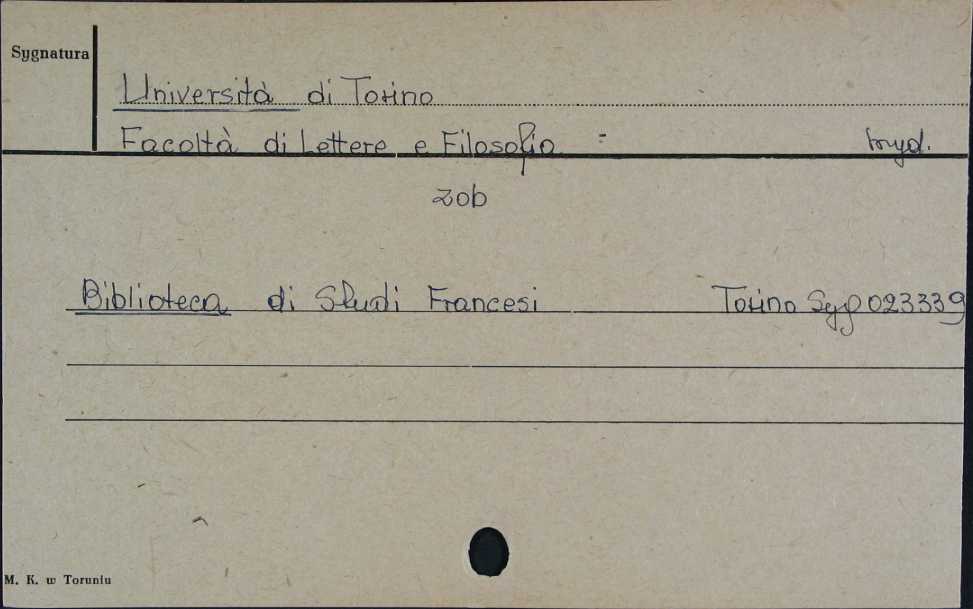 Sygnatura
Università di Torino
Facoltà di Lettere e Filosofia = wyd.
zob
Biblioteca di Studi Francesi Torino Syg 023339
M. K. w Toruniu